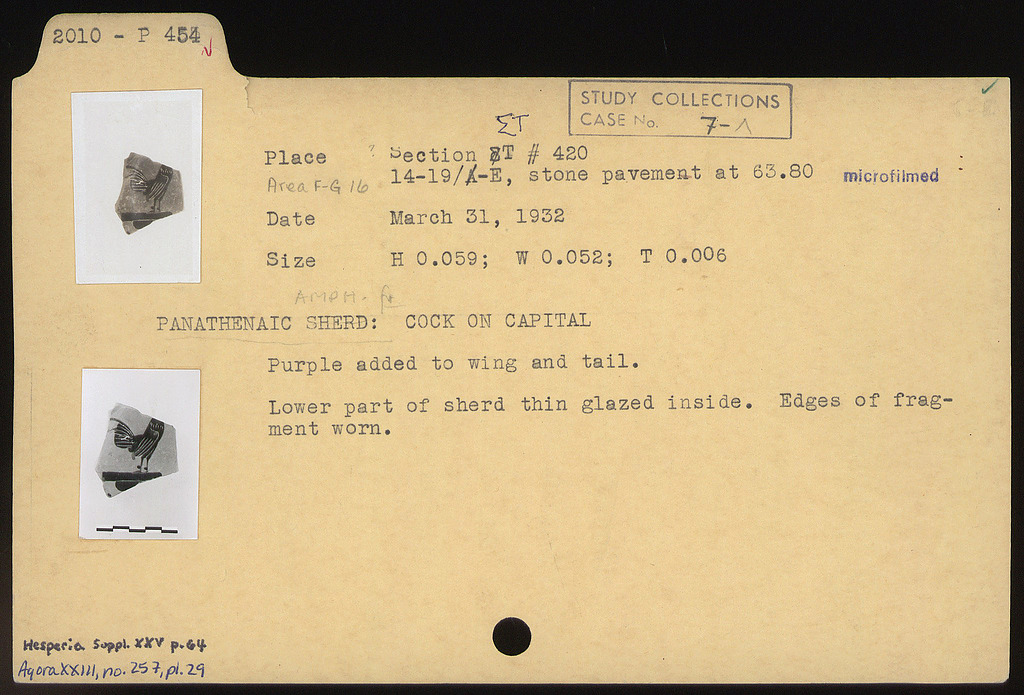 2010 - P 454
STUDY COLLECTIONS
CASE No. 7-Λ
ΣΤ
Place ? Section ΣT # 420
Area F-G 16 14-19/Λ-E, stone pavement at 63.80 microfilmed
Date March 31, 1932
Size H 0.059; W 0.052; T 0.006
AMPH. fr
PANATHENAIC SHERD: COCK ON CAPITAL
Purple added to wing and tail.
Lower part of sherd thin glazed inside. Edges of frag-
ment worn.
Hesperia Suppl. XXV p.64
Agora XXIII, no. 257, pl. 29